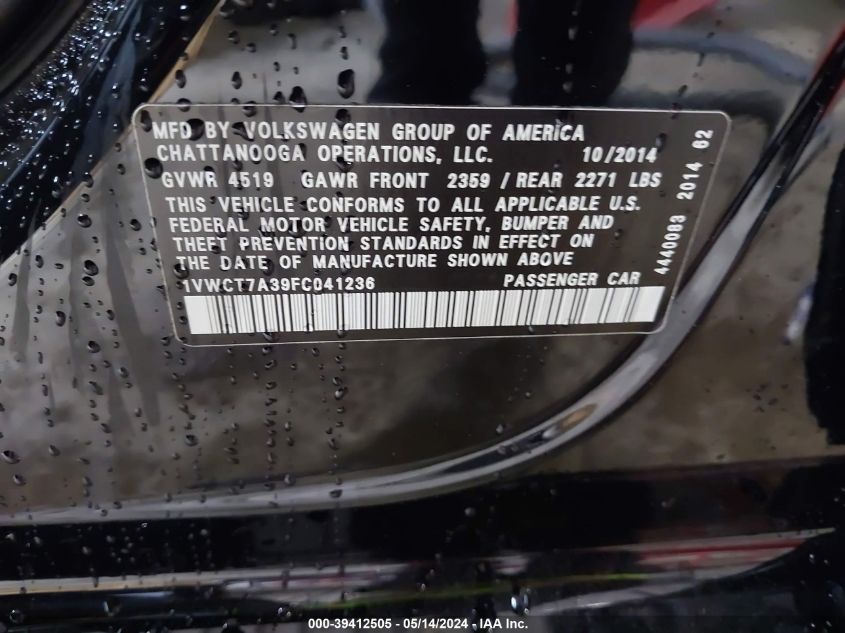 MFD BY VOLKSWAGEN GROUP OF AMERICA
CHATTANOOGA OPERATIONS, LLC. 10/2014
GVWR 4519 GAWR FRONT 2359 / REAR 2271 LBS
THIS VEHICLE CONFORMS TO ALL APPLICABLE U.S.
FEDERAL MOTOR VEHICLE SAFETY, BUMPER AND
THEFT PREVENTION STANDARDS IN EFFECT ON
THE DATE OF MANUFACTURE SHOWN ABOVE
1VWCT7A39FC041236 PASSENGER CAR
4440083 2014 62
000-39412505 - 05/14/2024 - IAA Inc.